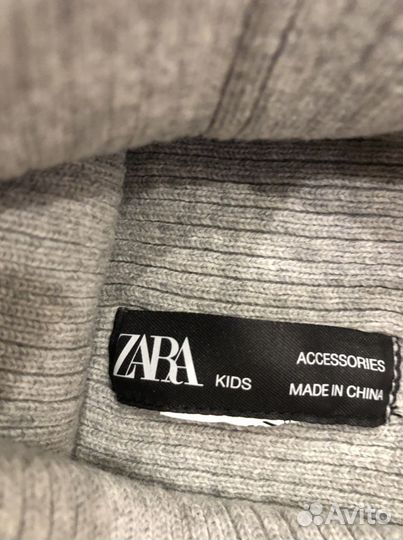 ZARA KIDS
ACCESSORIES
MADE IN CHINA
Avito